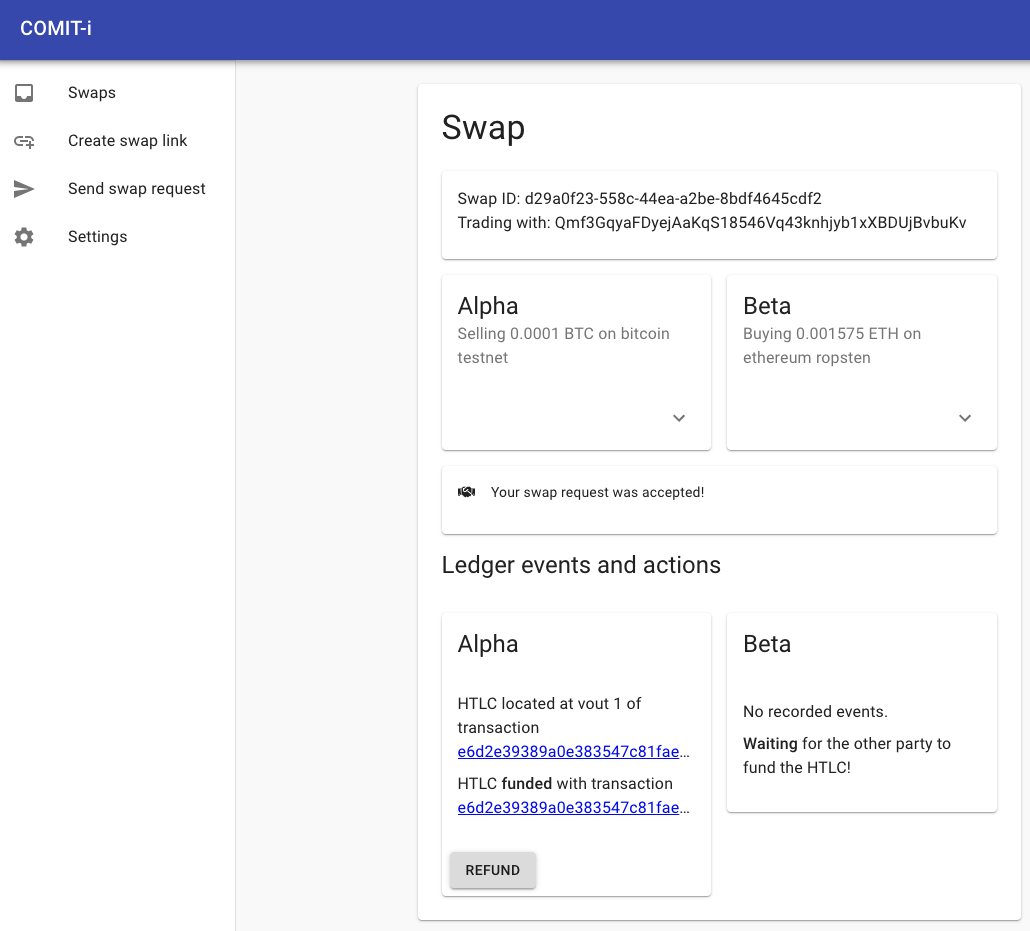 COMIT-i
Swaps
Create swap link
Send swap request
Settings
Swap
Swap ID: d29a0f23-558c-44ea-a2be-8bdf4645cdf2
Trading with: Qmf3GqyaFDyejAaKqS18546Vq43knhjyb1xXBDUjBvbuKv
Alpha
Selling 0.0001 BTC on bitcoin
testnet
Beta
Buying 0.001575 ETH on
ethereum ropsten
Your swap request was accepted!
Ledger events and actions
Alpha
HTLC located at vout 1 of
transaction
e6d2e39389a0e383547c81fae...
HTLC funded with transaction
e6d2e39389a0e383547c81fae...
REFUND
Beta
No recorded events.
Waiting for the other party to
fund the HTLC!